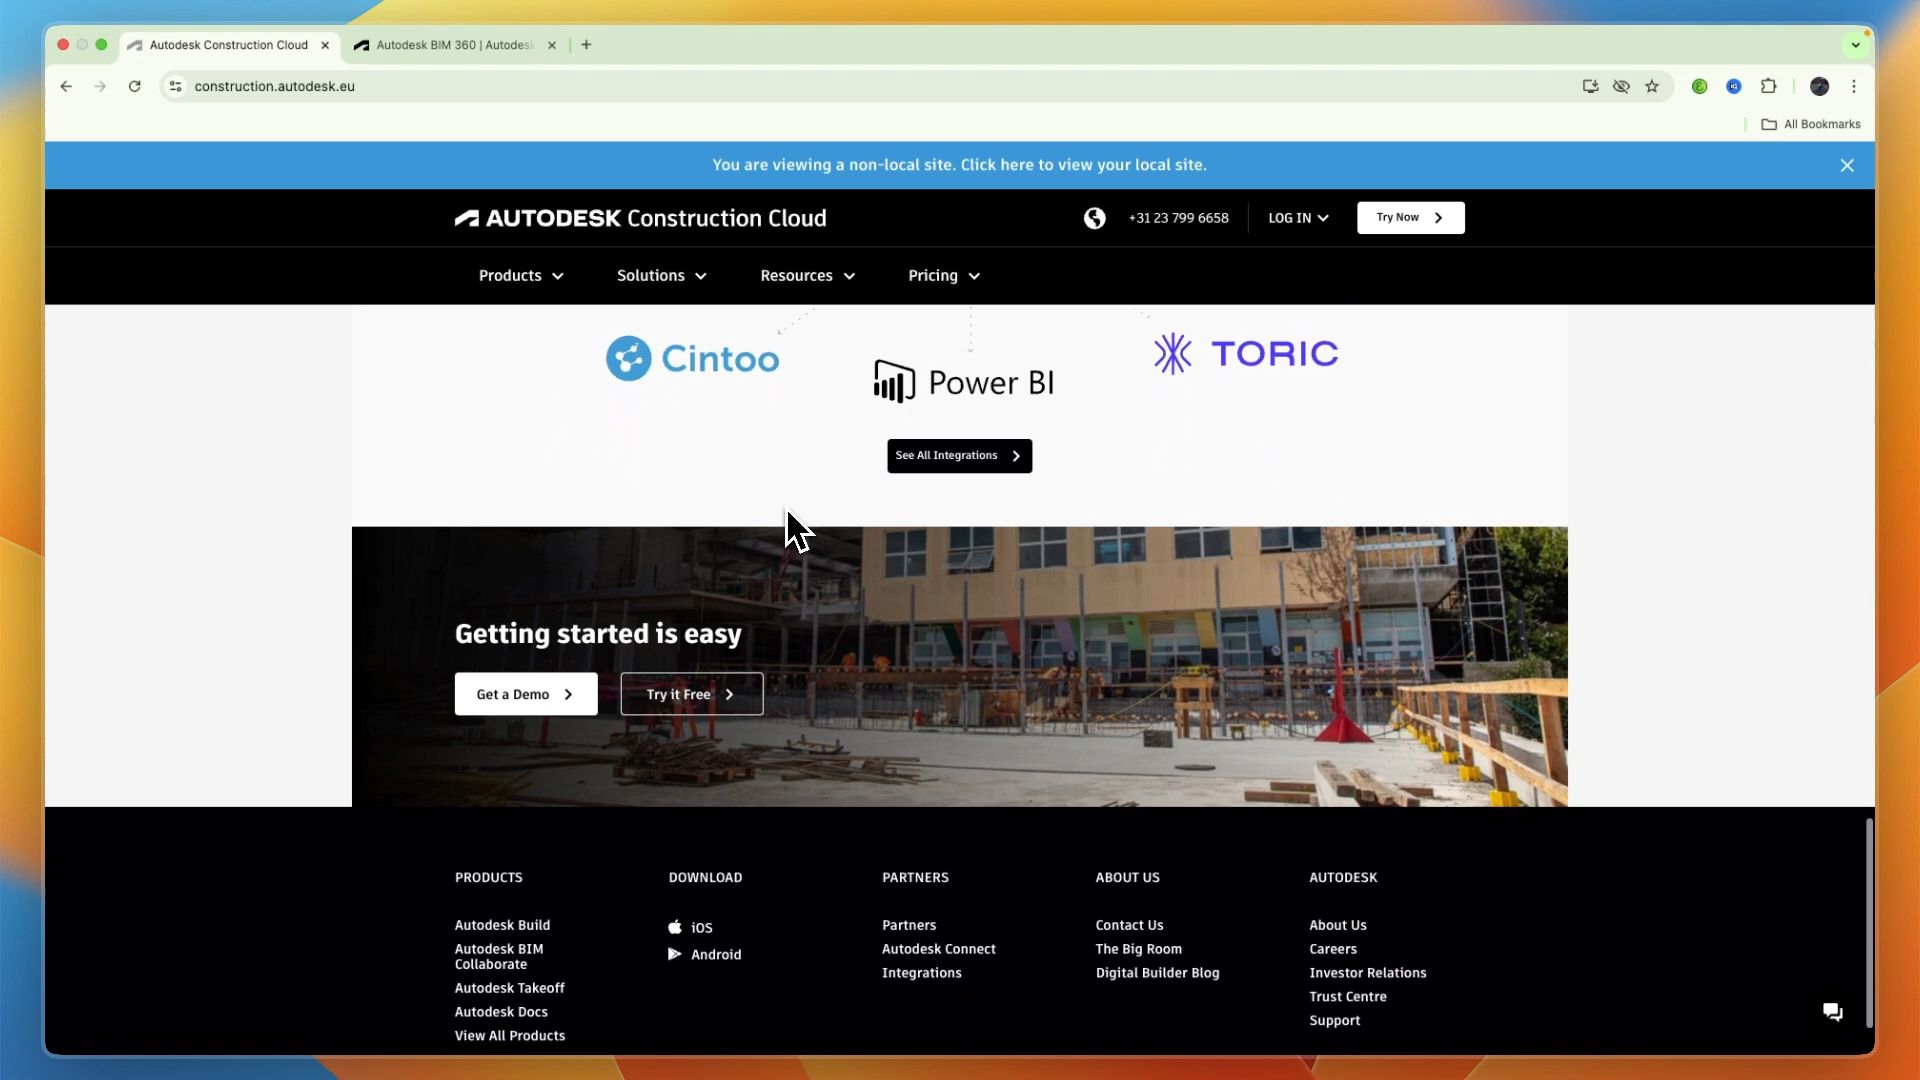 Autodesk Construction Cloud
Autodesk BIM 360 | Autodesk
construction.autodesk.eu
All Bookmarks
You are viewing a non-local site. Click here to view your local site.
AUTODESK Construction Cloud
+31 23 799 6658
LOG IN
Try Now
Products
Solutions
Resources
Pricing
Cintoo
Power BI
TORIC
See All Integrations
Getting started is easy
Get a Demo
Try it Free
PRODUCTS
Autodesk Build
Autodesk BIM
Collaborate
Autodesk Takeoff
Autodesk Docs
View All Products
DOWNLOAD
iOS
Android
PARTNERS
Partners
Autodesk Connect
Integrations
ABOUT US
Contact Us
The Big Room
Digital Builder Blog
AUTODESK
About Us
Careers
Investor Relations
Trust Centre
Support